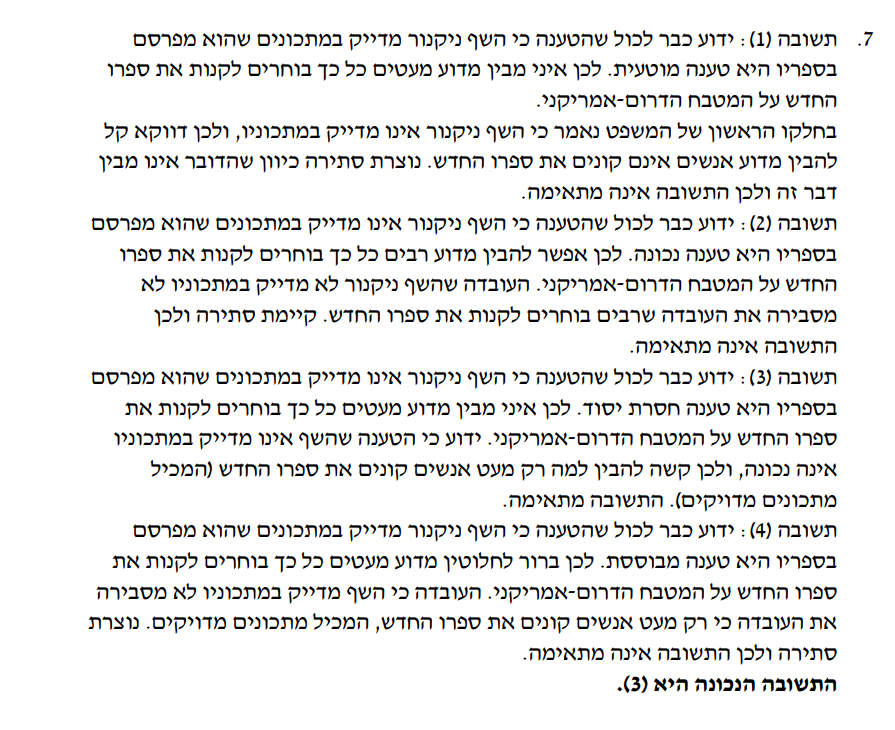 7. תשובה (1): ידוע כבר לכול שהטענה כי השף ניקנור מדייק במתכונים שהוא מפרסם
בספריו היא טענה מוטעית. לכן איני מבין מדוע מעטים כל כך בוחרים לקנות את ספרו
החדש על המטבח הדרום-אמריקני.
בחלקו הראשון של המשפט נאמר כי השף ניקנור אינו מדייק במתכוניו, ולכן דווקא קל
להבין מדוע אנשים אינם קונים את ספרו החדש. נוצרת סתירה כיוון שהדובר אינו מבין
דבר זה ולכן התשובה אינה מתאימה.
תשובה (2): ידוע כבר לכול שהטענה כי השף ניקנור אינו מדייק במתכונים שהוא מפרסם
בספריו היא טענה נכונה. לכן אפשר להבין מדוע רבים כל כך בוחרים לקנות את ספרו
החדש על המטבח הדרום-אמריקני. העובדה שהשף ניקנור לא מדייק במתכוניו לא
מסבירה את העובדה שרבים בוחרים לקנות את ספרו החדש. קיימת סתירה ולכן
התשובה אינה מתאימה.
תשובה (3): ידוע כבר לכול שהטענה כי השף ניקנור אינו מדייק במתכונים שהוא מפרסם
בספריו היא טענה חסרת יסוד. לכן איני מבין מדוע מעטים כל כך בוחרים לקנות את
ספרו החדש על המטבח הדרום-אמריקני. ידוע כי הטענה שהשף אינו מדייק במתכוניו
אינה נכונה, ולכן קשה להבין למה רק מעט אנשים קונים את ספרו החדש (המכיל
מתכונים מדויקים). התשובה מתאימה.
תשובה (4): ידוע כבר לכול שהטענה כי השף ניקנור מדייק במתכונים שהוא מפרסם
בספריו היא טענה מבוססת. לכן ברור לחלוטין מדוע מעטים כל כך בוחרים לקנות את
ספרו החדש על המטבח הדרום-אמריקני. העובדה כי השף מדייק במתכוניו לא מסבירה
את העובדה כי רק מעט אנשים קונים את ספרו החדש, המכיל מתכונים מדויקים. נוצרת
סתירה ולכן התשובה אינה מתאימה.
התשובה הנכונה היא (3).